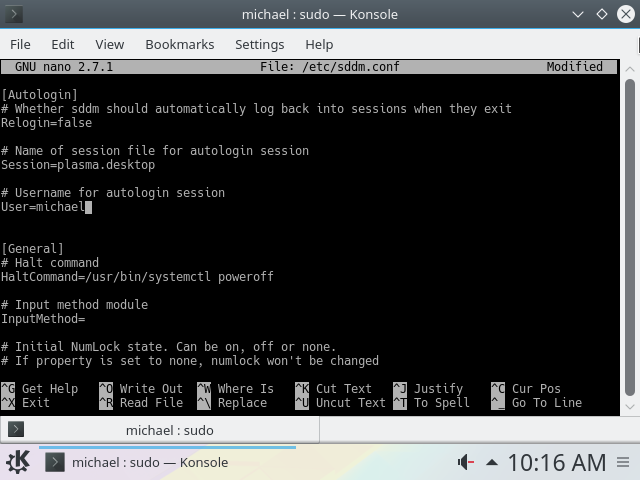 michael : sudo — Konsole
File Edit View Bookmarks Settings Help
GNU nano 2.7.1 File: /etc/sddm.conf Modified
[Autologin]
# Whether sddm should automatically log back into sessions when they exit
Relogin=false
# Name of session file for autologin session
Session=plasma.desktop
# Username for autologin session
User=michael
[General]
# Halt command
HaltCommand=/usr/bin/systemctl poweroff
# Input method module
InputMethod=
# Initial NumLock state. Can be on, off or none.
# If property is set to none, numlock won't be changed
^G Get Help ^O Write Out ^W Where Is ^K Cut Text ^J Justify ^C Cur Pos
^X Exit ^R Read File ^\ Replace ^U Uncut Text ^T To Spell ^_ Go To Line
michael : sudo
michael : sudo — Konsole 10:16 AM